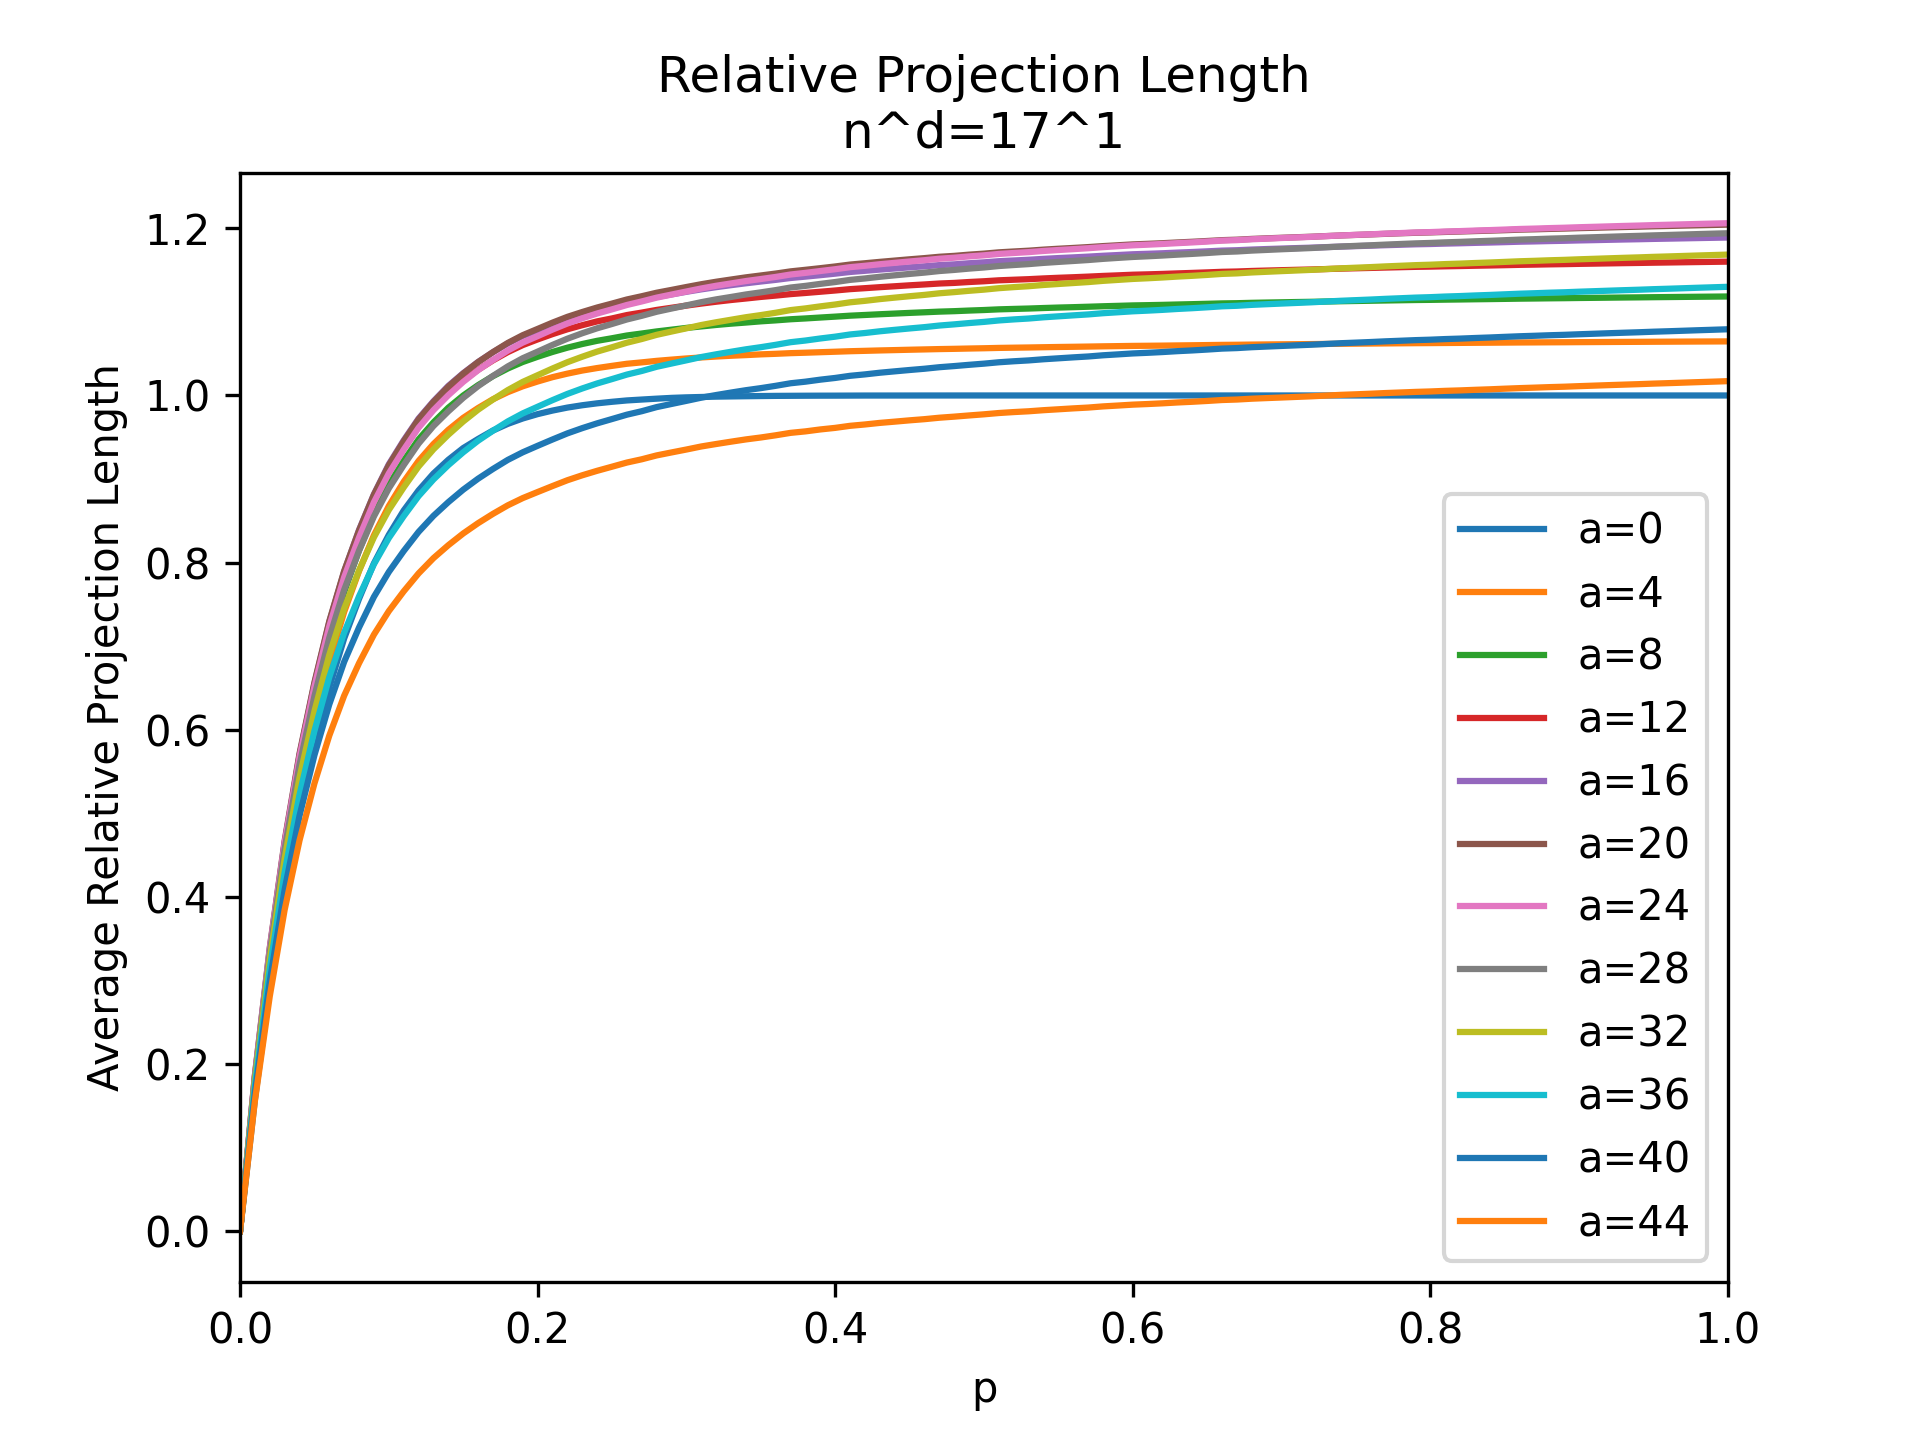 Relative Projection Length
n^d=17^1
Average Relative Projection Length
1.2
1.0
0.8
0.6
0.4
0.2
0.0
a=0
a=4
a=8
a=12
a=16
a=20
a=24
a=28
a=32
a=36
a=40
a=44
0.0 0.2 0.4 0.6 0.8 1.0
p